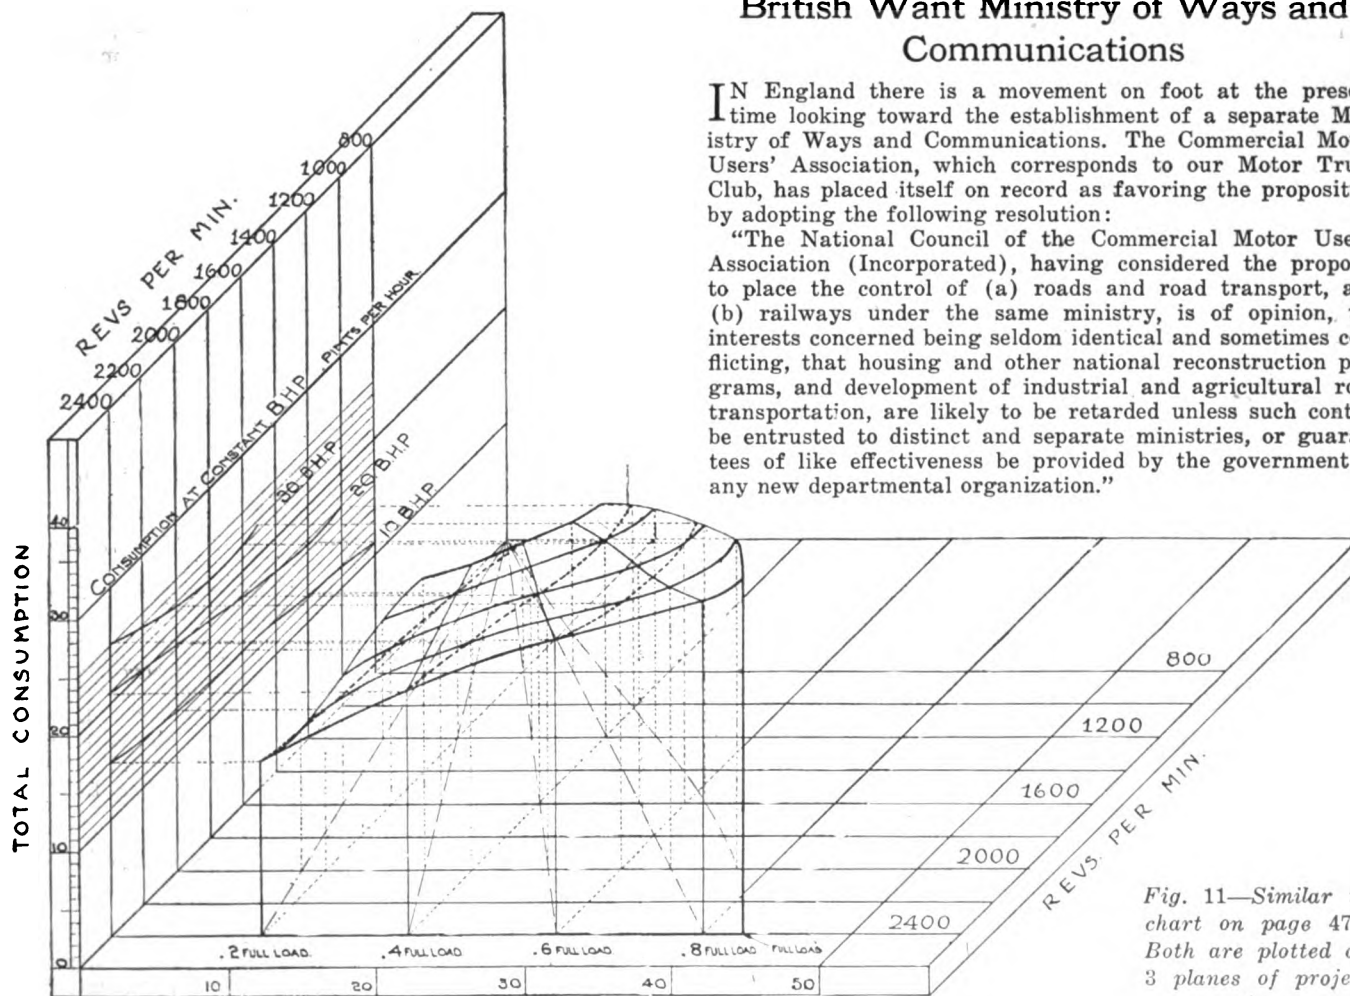 British Want Ministry of Ways and
Communications
IN England there is a movement on foot at the
time looking toward the establishment of a separate
istry of Ways and Communications. The Commercial
Users' Association, which corresponds to our Motor
Club, has placed itself on record as favoring the
by adopting the following resolution:
"The National Council of the Commercial Motor
Association (Incorporated), having considered the
to place the control of (a) roads and road transport,
(b) railways under the same ministry, is of opinion,
interests concerned being seldom identical and sometimes
flicting, that housing and other national reconstruction
grams, and development of industrial and agricultural
transportation, are likely to be retarded unless such
be entrusted to distinct and separate ministries, or
tees of like effectiveness be provided by the government
any new departmental organization."
REVS PER MIN.
800
1000
1200
1400
1600
1800
2000
2200
2400
CONSUMPTION AT CONSTANT B.H.P. PINTS PER HOUR
30 B.H.P
20 B.H.P
10 B.H.P
TOTAL CONSUMPTION
40
30
20
10
0
800
1200
1600
2000
2400
REVS. PER MIN.
.2 FULL LOAD.
.4 FULL LOAD
.6 FULL LOAD.
.8 FULL LOAD
FULL LOAD
10
20
30
40
50
Fig. 11—Similar
chart on page 47
Both are plotted
3 planes of